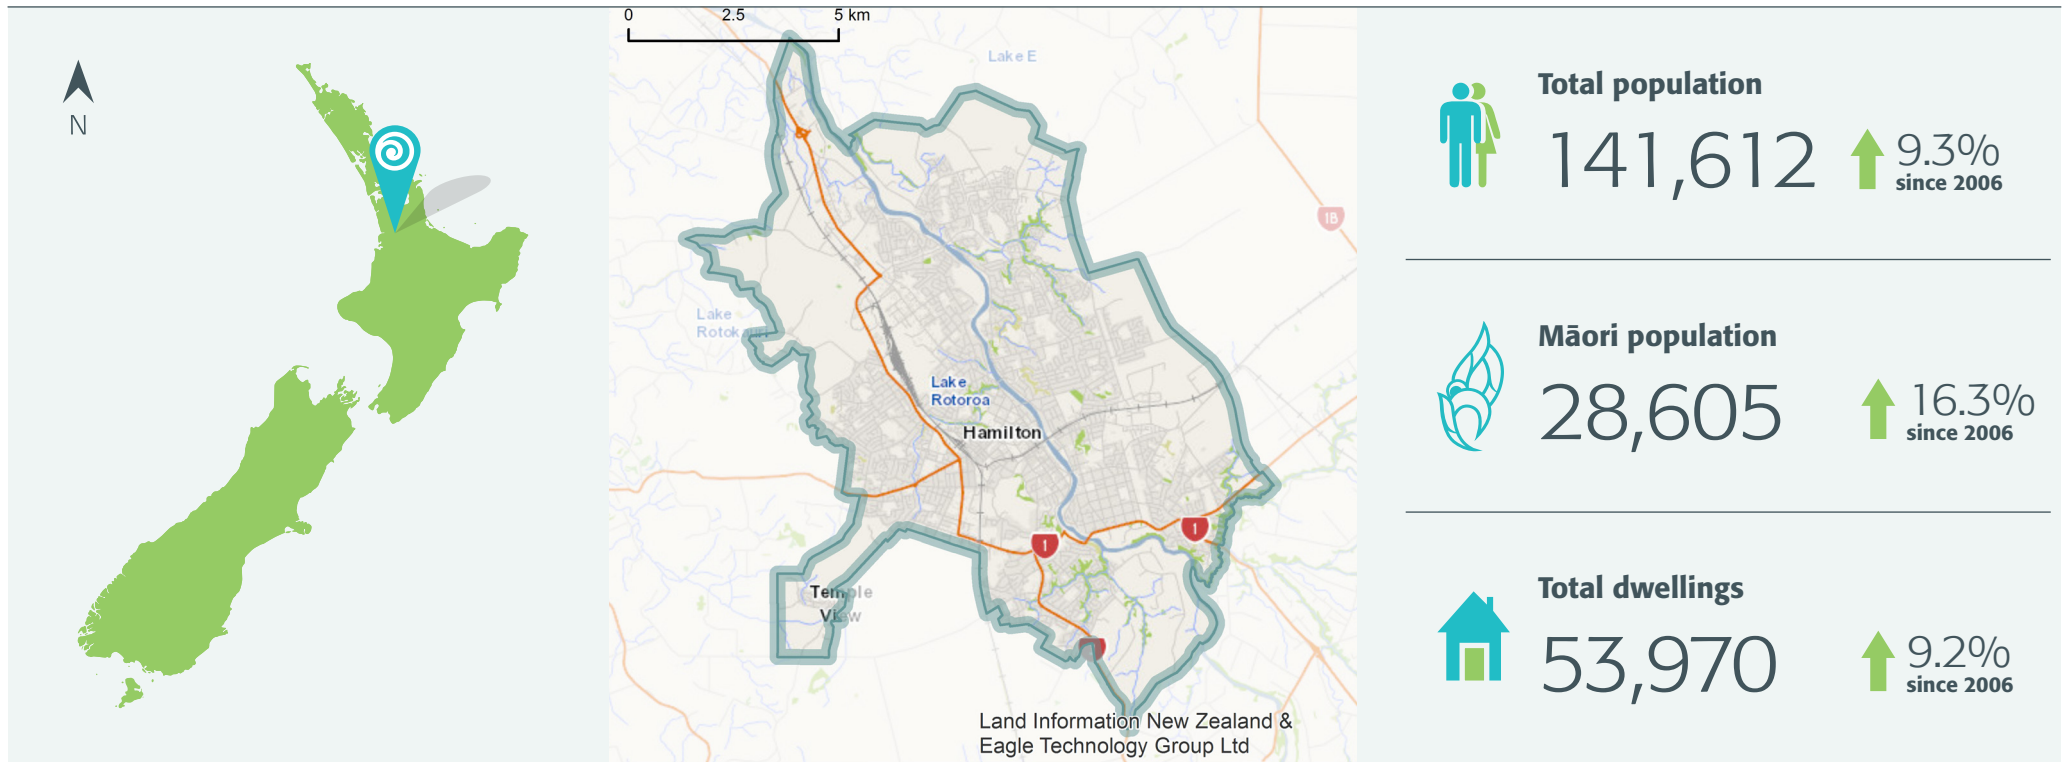 N
0 2.5 5 km
Lake E
1B
Lake
Rotokauri
Lake
Rotoroa
Hamilton
1
1
Temple
View
Land Information New Zealand &
Eagle Technology Group Ltd
Total population
141,612
9.3%
since 2006
Māori population
28,605
16.3%
since 2006
Total dwellings
53,970
9.2%
since 2006